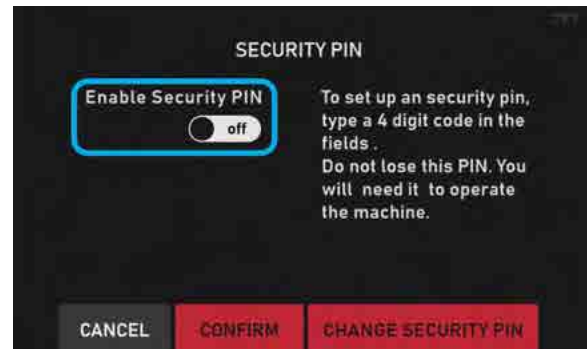 SECURITY PIN
Enable Security PIN
off
To set up an security pin,
type a 4 digit code in the
fields .
Do not lose this PIN. You
will need it to operate
the machine.
CANCEL
CONFIRM
CHANGE SECURITY PIN